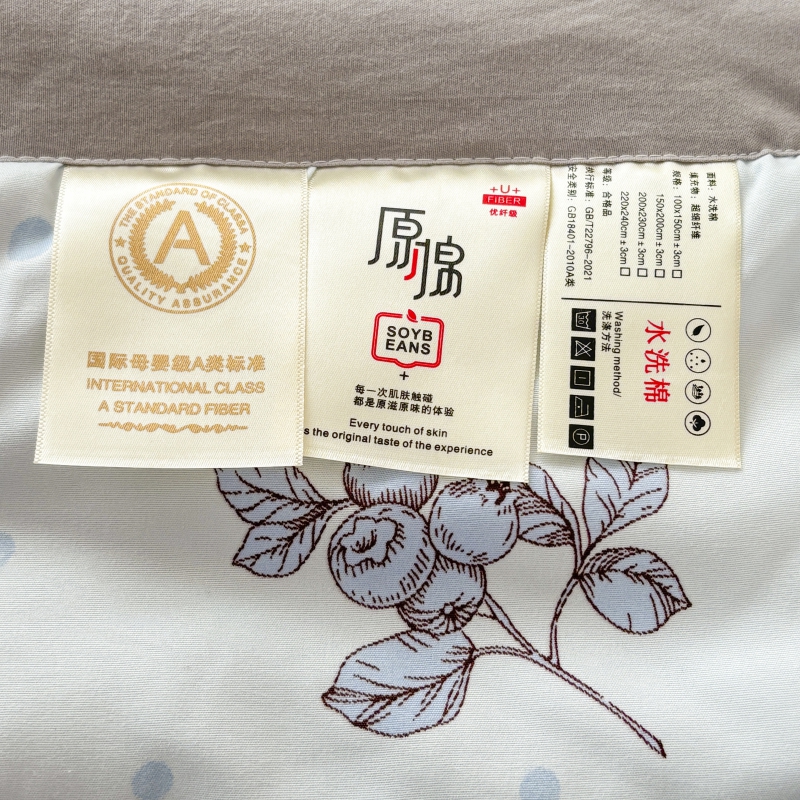 THE STANDARD OF CLASSA
A
QUALITY ASSURANCE
国际母婴级A类标准
INTERNATIONAL CLASS
A STANDARD FIBER
+U+
FIBER
优纤级
原棉
SOYB
EANS
+
每一次肌肤触碰
都是原滋原味的体验
Every touch of skin
s the original taste of the experience
面料: 水洗棉
填充物: 超细纤维
规格: 100x150cm±3cm
150x200cm±3cm
200x230cm±3cm
220x240cm±3cm
等级: 合格品
执行标准: GB/T22796-2021
安全类别: GB18401-2010A类
水洗棉
Washing method/
洗涤方法
P